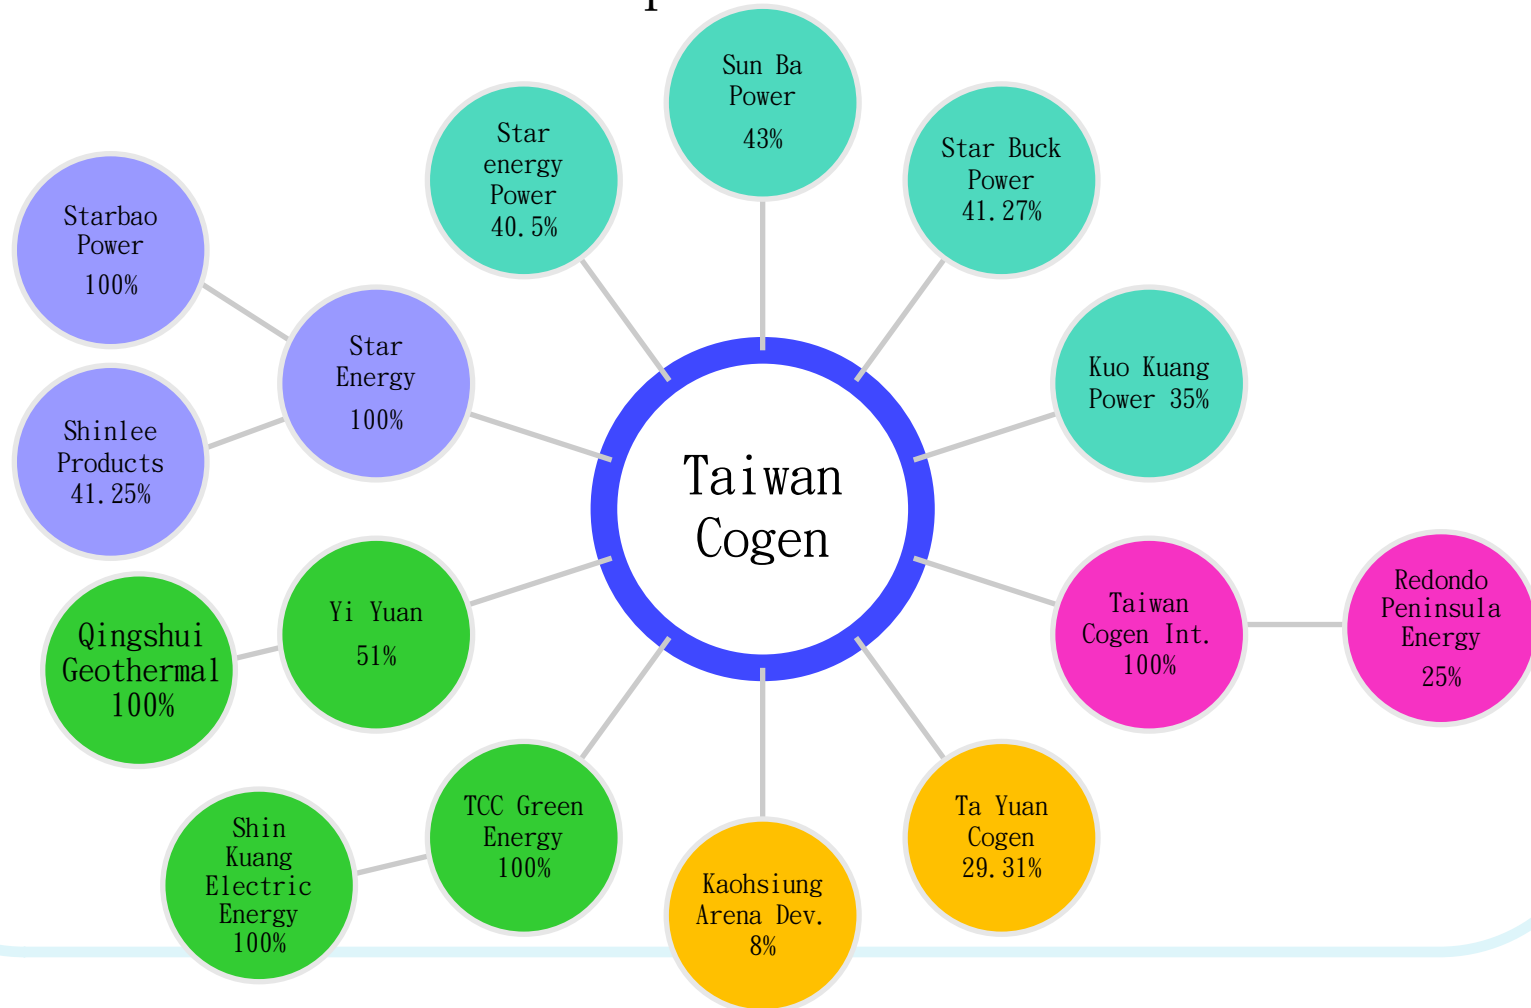 Sun Ba
Power
43%
Star
energy
Power
40.5%
Star Buck
Power
41.27%
Starbao
Power
100%
Star
Energy
100%
Kuo Kuang
Power 35%
Shinlee
Products
41.25%
Taiwan
Cogen
Yi Yuan
51%
Qingshui
Geothermal
100%
Taiwan
Cogen Int.
100%
Redondo
Peninsula
Energy
25%
TCC Green
Energy
100%
Shin
Kuang
Electric
Energy
100%
Kaohsiung
Arena Dev.
8%
Ta Yuan
Cogen
29.31%